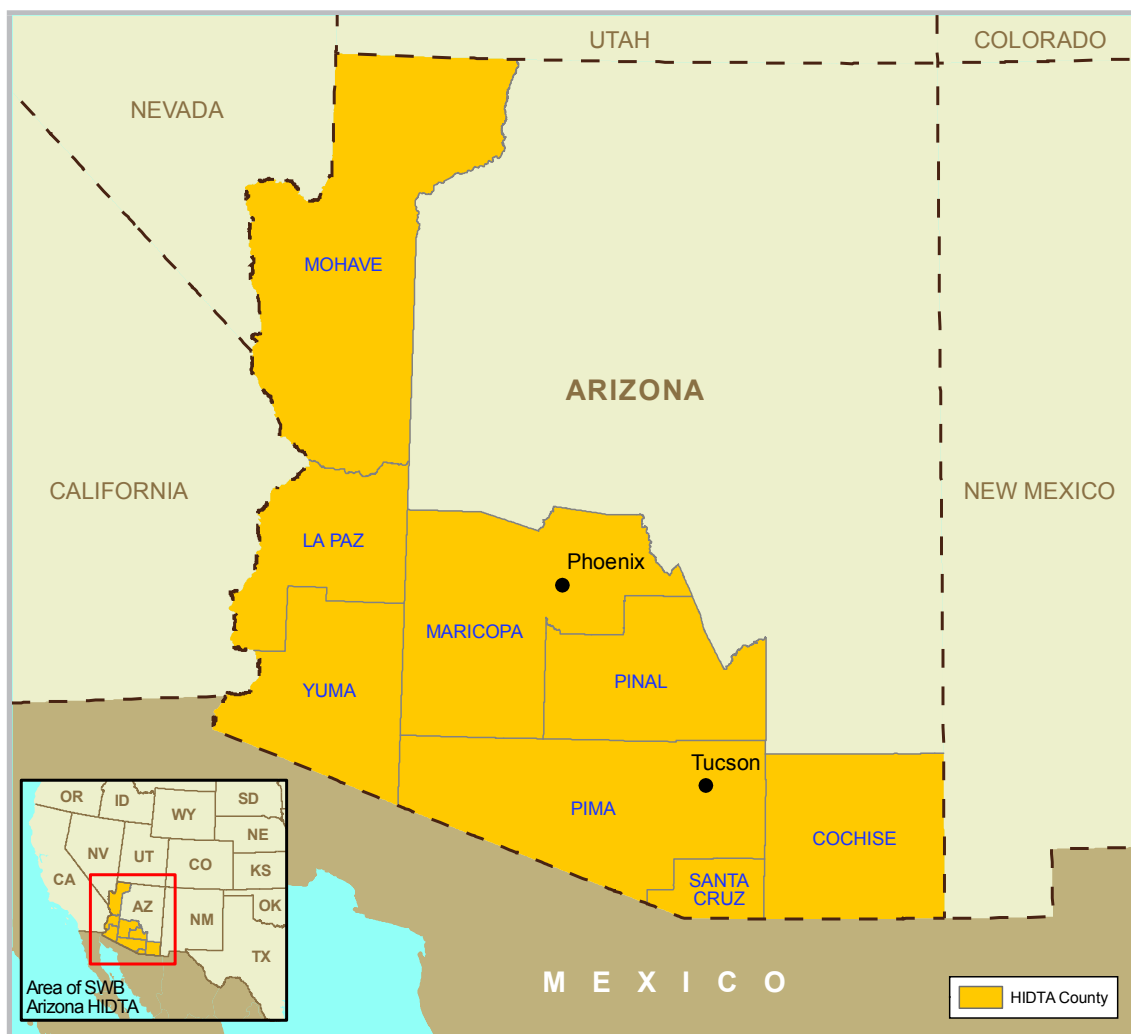 UTAH
COLORADO
NEVADA
MOHAVE
ARIZONA
CALIFORNIA
NEW MEXICO
LA PAZ
Phoenix
MARICOPA
PINAL
YUMA
Tucson
PIMA
COCHISE
SANTA
CRUZ
MEXICO
HIDTA County
OR
ID
WY
SD
NE
NV
UT
CO
KS
CA
AZ
NM
OK
TX
Area of SWB
Arizona HIDTA